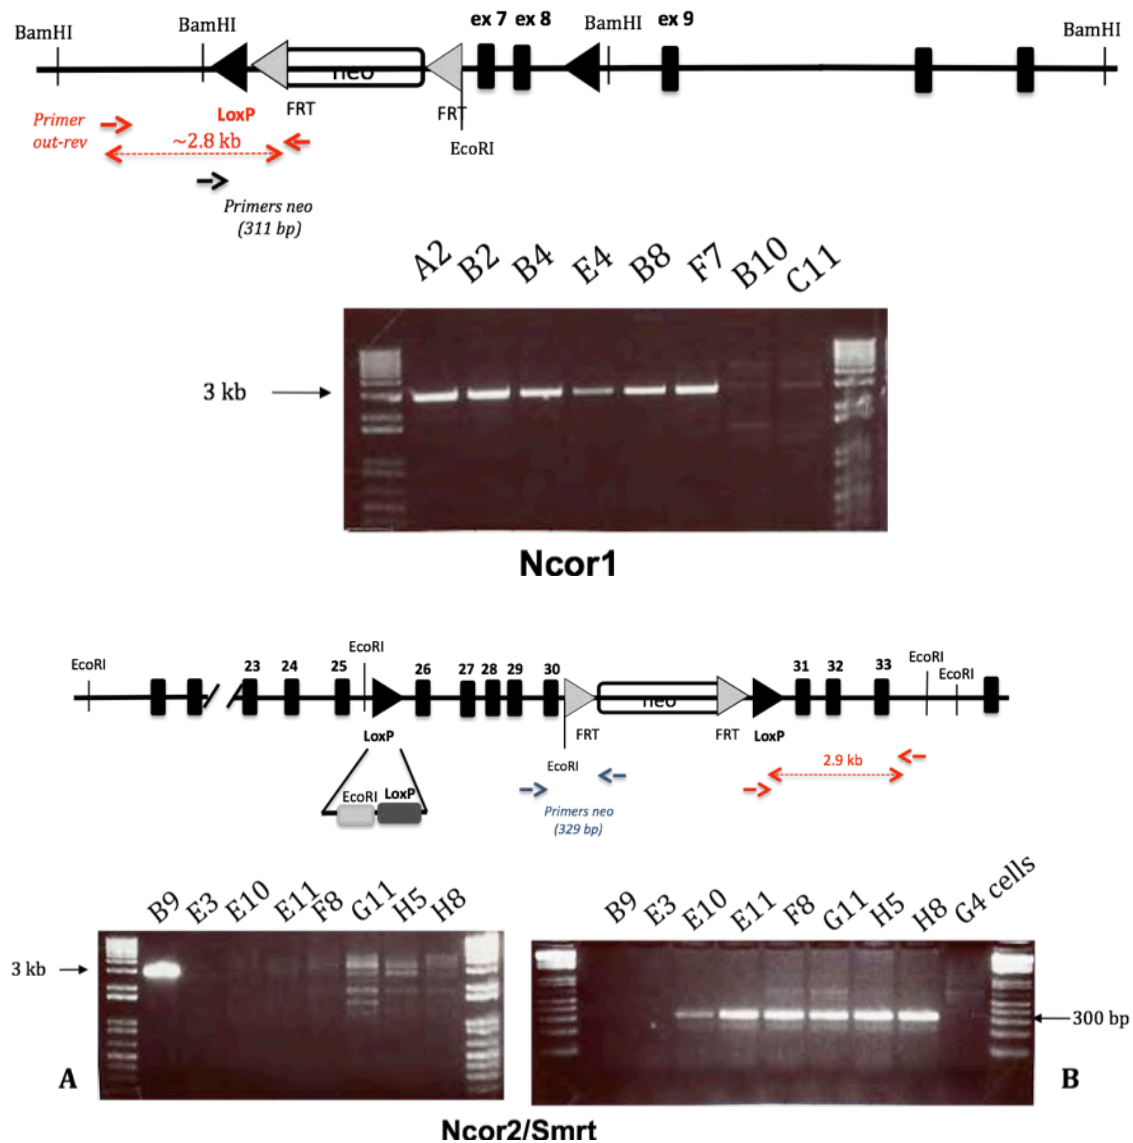 BamHI BamHI ex 7 ex 8 BamHI ex 9 BamHI
neo
LoxP FRT FRT
EcoRI
Primer
out-rev
~2.8 kb
Primers neo
(311 bp)
A2 B2 B4 E4 B8 F7 B10 C11
3 kb
Ncor1
EcoRI 23 24 25 EcoRI 26 27 28 29 30 31 32 33 EcoRI EcoRI
neo
LoxP FRT FRT LoxP
EcoRI
EcoRI LoxP
Primers neo
(329 bp)
2.9 kb
B9 E3 E10 E11 F8 G11 H5 H8
3 kb
A
B9 E3 E10 E11 F8 G11 H5 H8 G4 cells
300 bp
B
Ncor2/Smrt